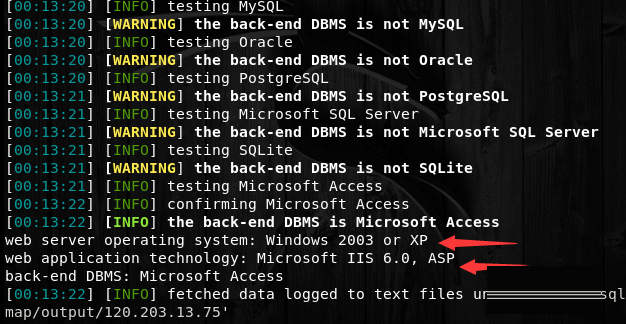 [00:13:20] [INFO] testing MySQL
[00:13:20] [WARNING] the back-end DBMS is not MySQL
[00:13:20] [INFO] testing Oracle
[00:13:20] [WARNING] the back-end DBMS is not Oracle
[00:13:20] [INFO] testing PostgreSQL
[00:13:21] [WARNING] the back-end DBMS is not PostgreSQL
[00:13:21] [INFO] testing Microsoft SQL Server
[00:13:21] [WARNING] the back-end DBMS is not Microsoft SQL Server
[00:13:21] [INFO] testing SQLite
[00:13:21] [WARNING] the back-end DBMS is not SQLite
[00:13:21] [INFO] testing Microsoft Access
[00:13:22] [INFO] confirming Microsoft Access
[00:13:22] [INFO] the back-end DBMS is Microsoft Access
web server operating system: Windows 2003 or XP
web application technology: Microsoft IIS 6.0, ASP
back-end DBMS: Microsoft Access
[00:13:22] [INFO] fetched data logged to text files sql
map/output/120.203.13.75'